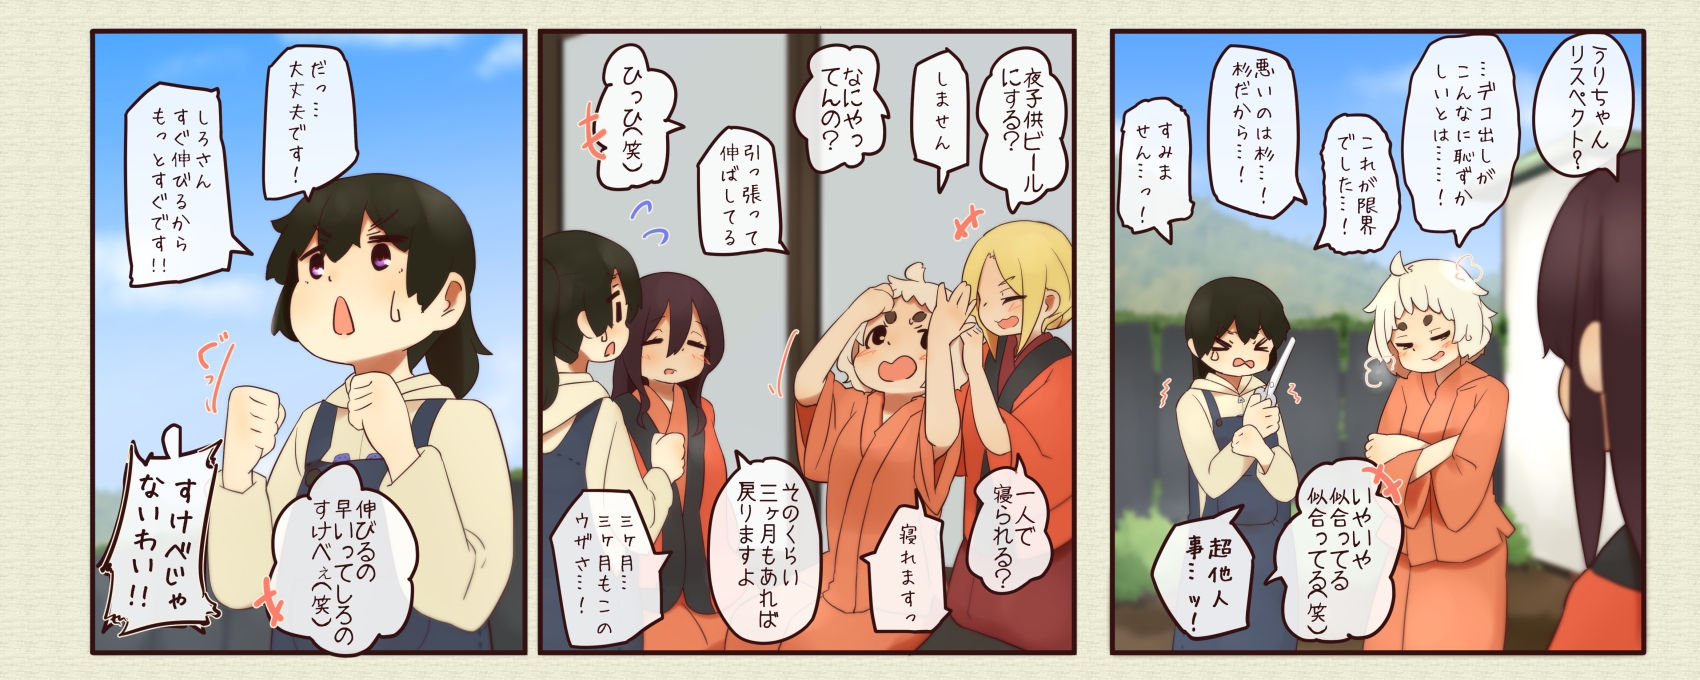 うりちゃん
リスペクト?
…デコ出しが
こんなに恥ずか
しいとは……!
これが限界
でした…!
悪いのは杉…!
杉だから…!
すみま
せん…っ!
いやいや
似合ってる
似合ってる(笑)
超他人
事…ッ!
夜子供ビール
にする?
しません
なにやっ
てんの?
引っ張って
伸ばしてる
ひっひ(笑)
一人で
寝られる?
寝れますっ
そのくらい
三ヶ月もあれば
戻りますよ
三ヶ月…
三ヶ月もこの
ウザさ…!
だっ…
大丈夫です!
しろさん
すぐ伸びるから
もっとすぐです!!
伸びるの
早いってしろの
すけべぇ(笑)
すけべじゃ
ないわい!!